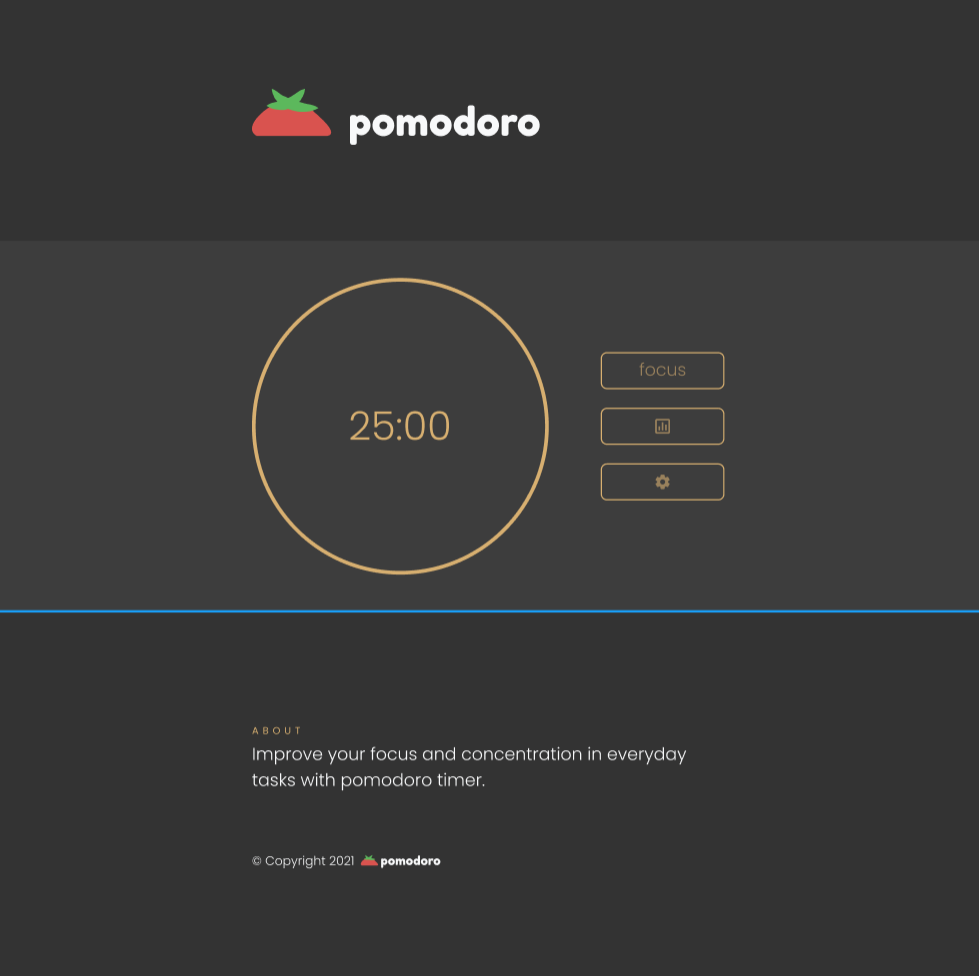 pomodoro
25:00
focus
ABOUT
Improve your focus and concentration in everyday
tasks with pomodoro timer.
© Copyright 2021 pomodoro